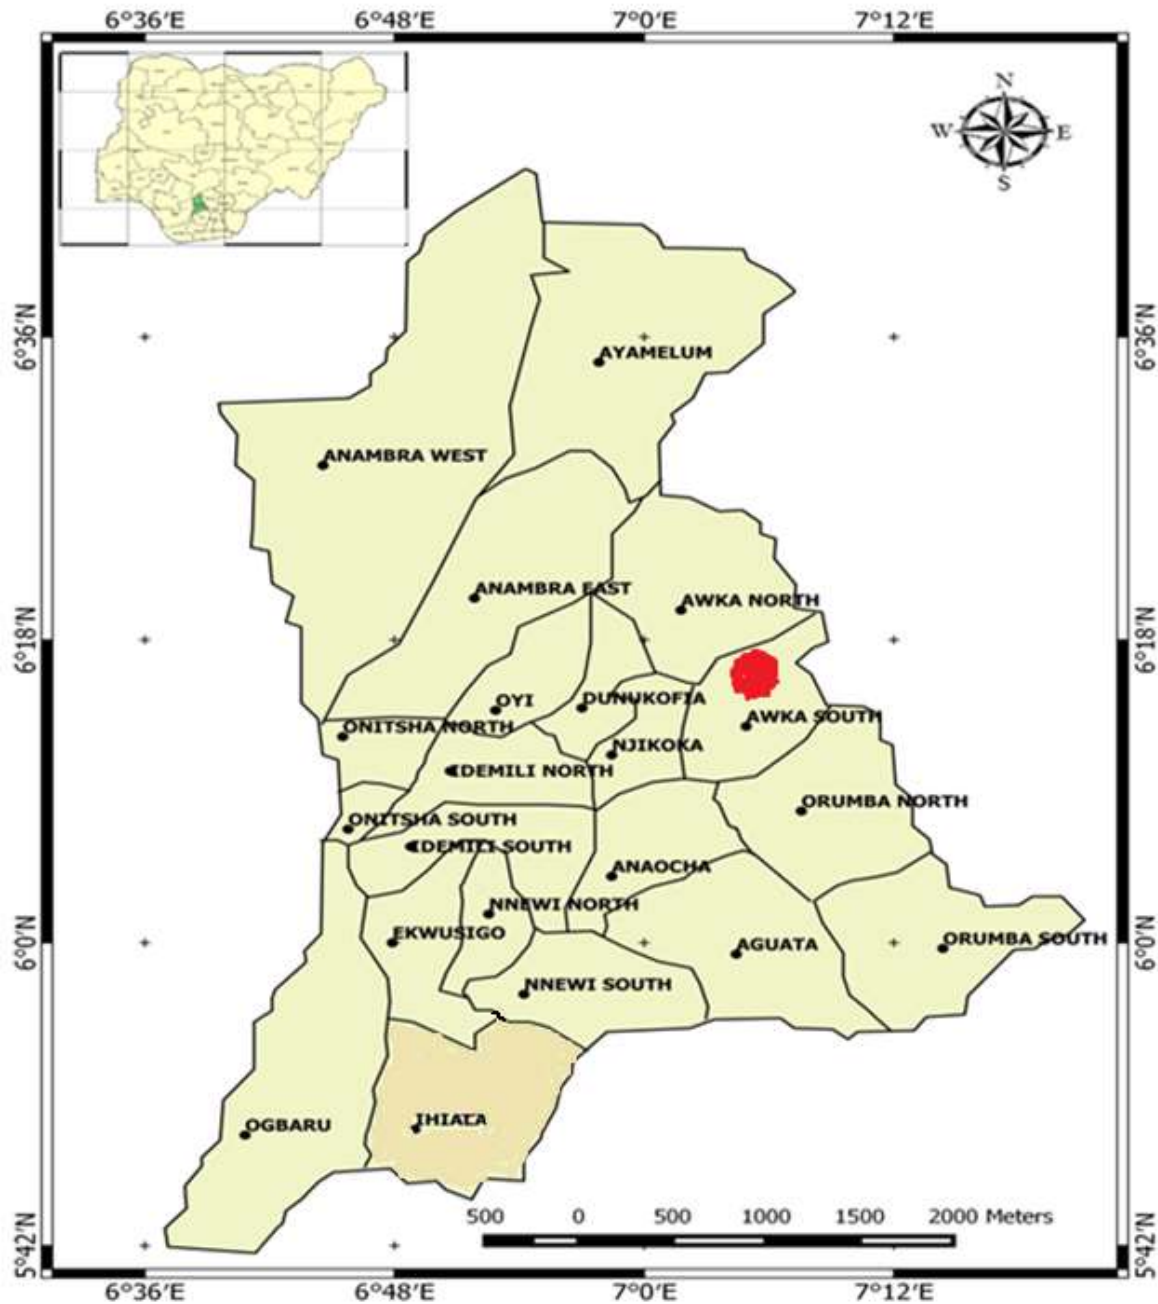 6°36'E 6°48'E 7°0'E 7°12'E
N
W E
S
6°36'N 6°36'N
AYAMELUM
ANAMBRA WEST
ANAMBRA EAST
AWKA NORTH
6°18'N 6°18'N
OYI
DUNUKOFIA
AWKA SOUTH
ONITSHA NORTH
NJIKOKA
IDEMILI NORTH
ORUMBA NORTH
ONITSHA SOUTH
IDEMILI SOUTH
ANAOCHA
NNEWI NORTH
EKWUSIGO
6°0'N 6°0'N
AGUATA
ORUMBA SOUTH
NNEWI SOUTH
IHIALA
OGBARU
500 0 500 1000 1500 2000 Meters
5°42'N 5°42'N
6°36'E 6°48'E 7°0'E 7°12'E